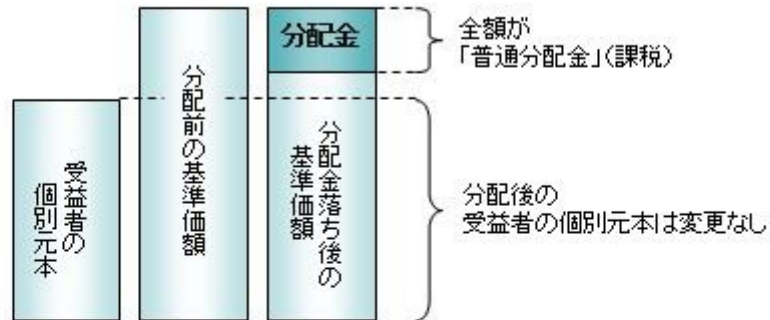 受益者の
個別元本
分配前の基準価額
分配金
分配金落ち後の
基準価額
全額が
「普通分配金」(課税)
分配後の
受益者の個別元本は変更なし